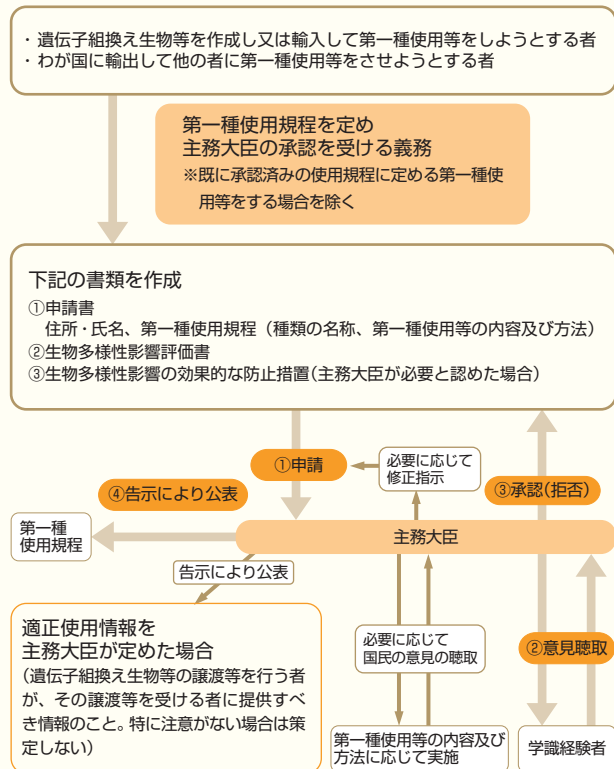 ・遺伝子組換え生物等を作成し又は輸入して第一種使用等をしようとする者
・わが国に輸出して他の者に第一種使用等をさせようとする者
第一種使用規程を定め
主務大臣の承認を受ける義務
※既に承認済みの使用規程に定める第一種使
用等をする場合を除く
下記の書類を作成
①申請書
住所・氏名、第一種使用規程（種類の名称、第一種使用等の内容及び方法）
②生物多様性影響評価書
③生物多様性影響の効果的な防止措置(主務大臣が必要と認めた場合）
①申請
必要に応じて
修正指示
④告示により公表
③承認(拒否)
第一種
使用規程
主務大臣
告示により公表
適正使用情報を
主務大臣が定めた場合
（遺伝子組換え生物等の譲渡等を行う者
が、その譲渡等を受ける者に提供すべ
き情報のこと。特に注意がない場合は策
定しない）
必要に応じて
国民の意見の聴取
②意見聴取
第一種使用等の内容及び
方法に応じて実施
学識経験者